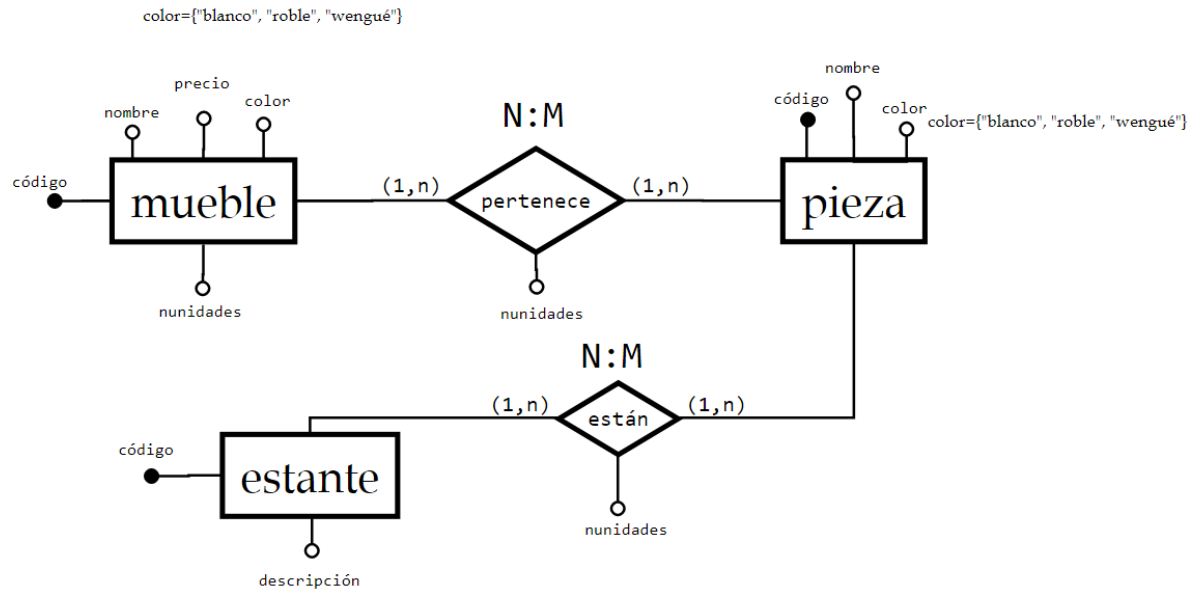 color={"blanco", "roble", "wengué"}
nombre
precio
color
código
mueble
nunidades
N:M
(1,n)
pertenece
(1,n)
nunidades
nombre
código
color
color={"blanco", "roble", "wengué"}
pieza
N:M
(1,n)
están
(1,n)
nunidades
código
estante
descripción